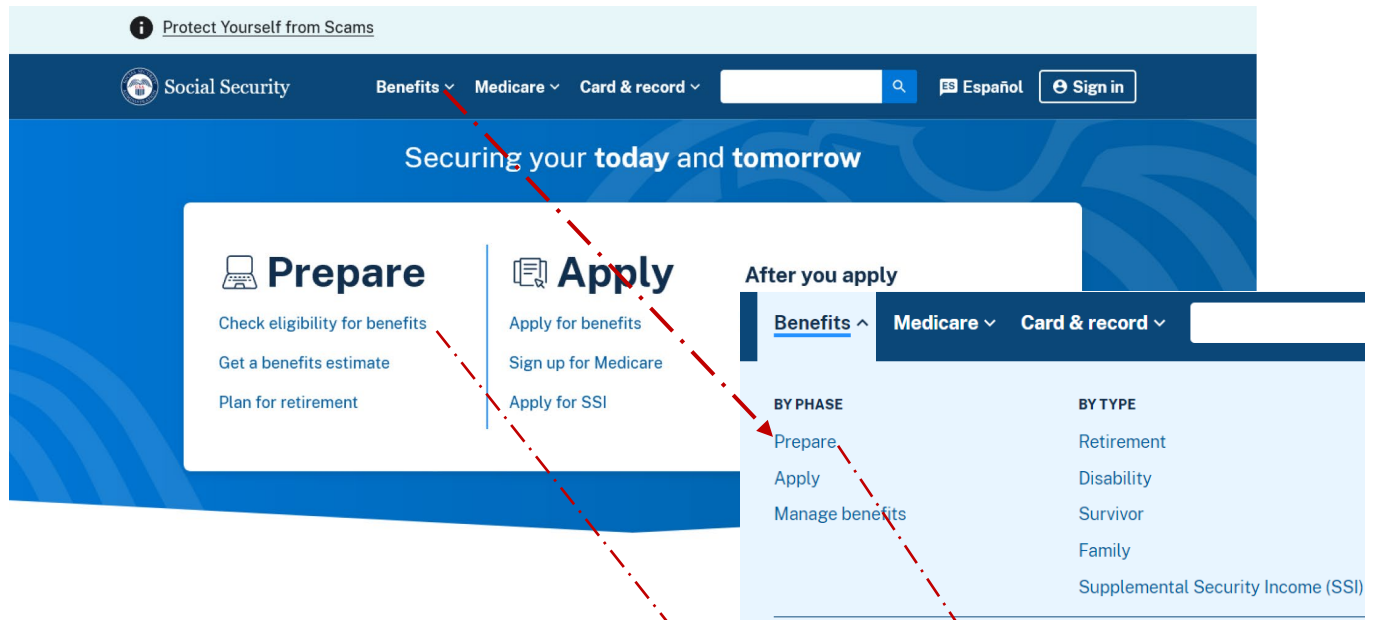 Protect Yourself from Scams
Social Security Benefits Medicare Card & record ES Español Sign in
Securing your today and tomorrow
Prepare
Check eligibility for benefits
Get a benefits estimate
Plan for retirement
Apply
Apply for benefits
Sign up for Medicare
Apply for SSI
After you apply
Benefits Medicare Card & record
BY PHASE
Prepare
Apply
Manage benefits
BY TYPE
Retirement
Disability
Survivor
Family
Supplemental Security Income (SSI)